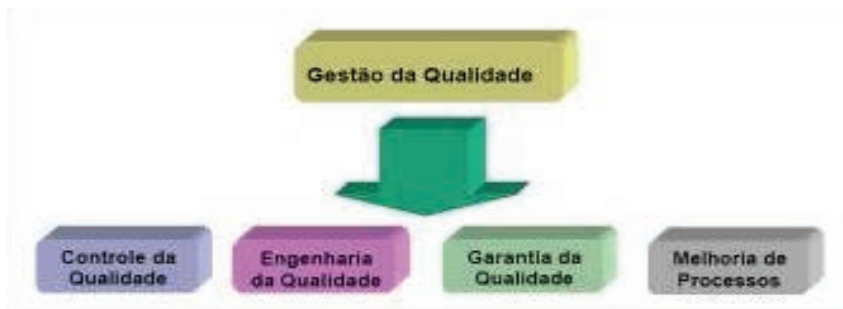 Gestão da Qualidade
Controle da
Qualidade
Engenharia
da Qualidade
Garantia da
Qualidade
Melhoria de
Processos